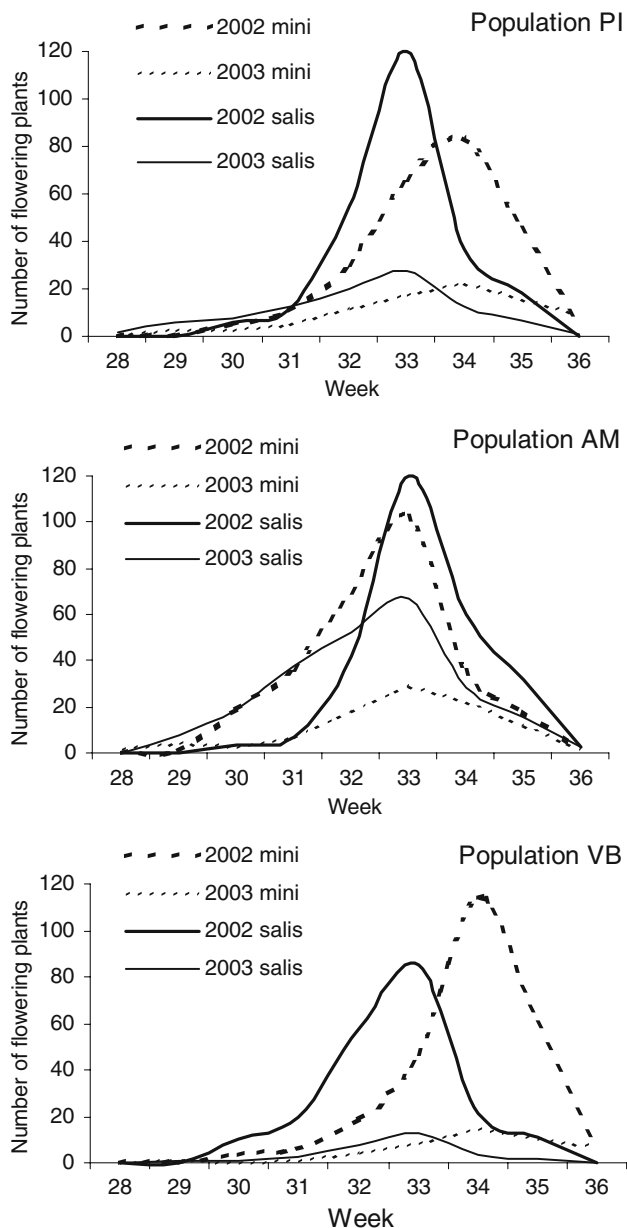 Population PI
2002 mini
2003 mini
2002 salis
2003 salis
Number of flowering plants
120
100
80
60
40
20
0
28 29 30 31 32 33 34 35 36
Week
Population AM
2002 mini
2003 mini
2002 salis
2003 salis
Number of flowering plants
120
100
80
60
40
20
0
28 29 30 31 32 33 34 35 36
Week
Population VB
2002 mini
2003 mini
2002 salis
2003 salis
Number of flowering plants
120
100
80
60
40
20
0
28 29 30 31 32 33 34 35 36
Week